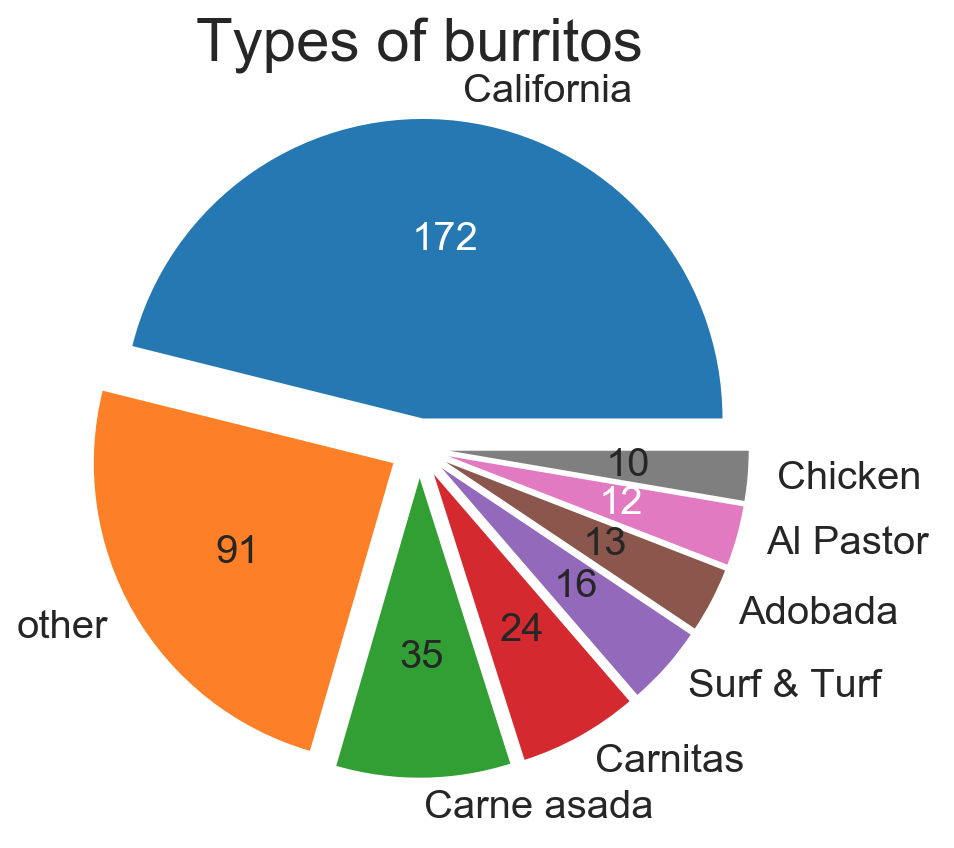 Types of burritos
California
172
10
Chicken
12
Al Pastor
13
Adobada
91
16
other
24
Surf & Turf
35
Carnitas
Carne asada